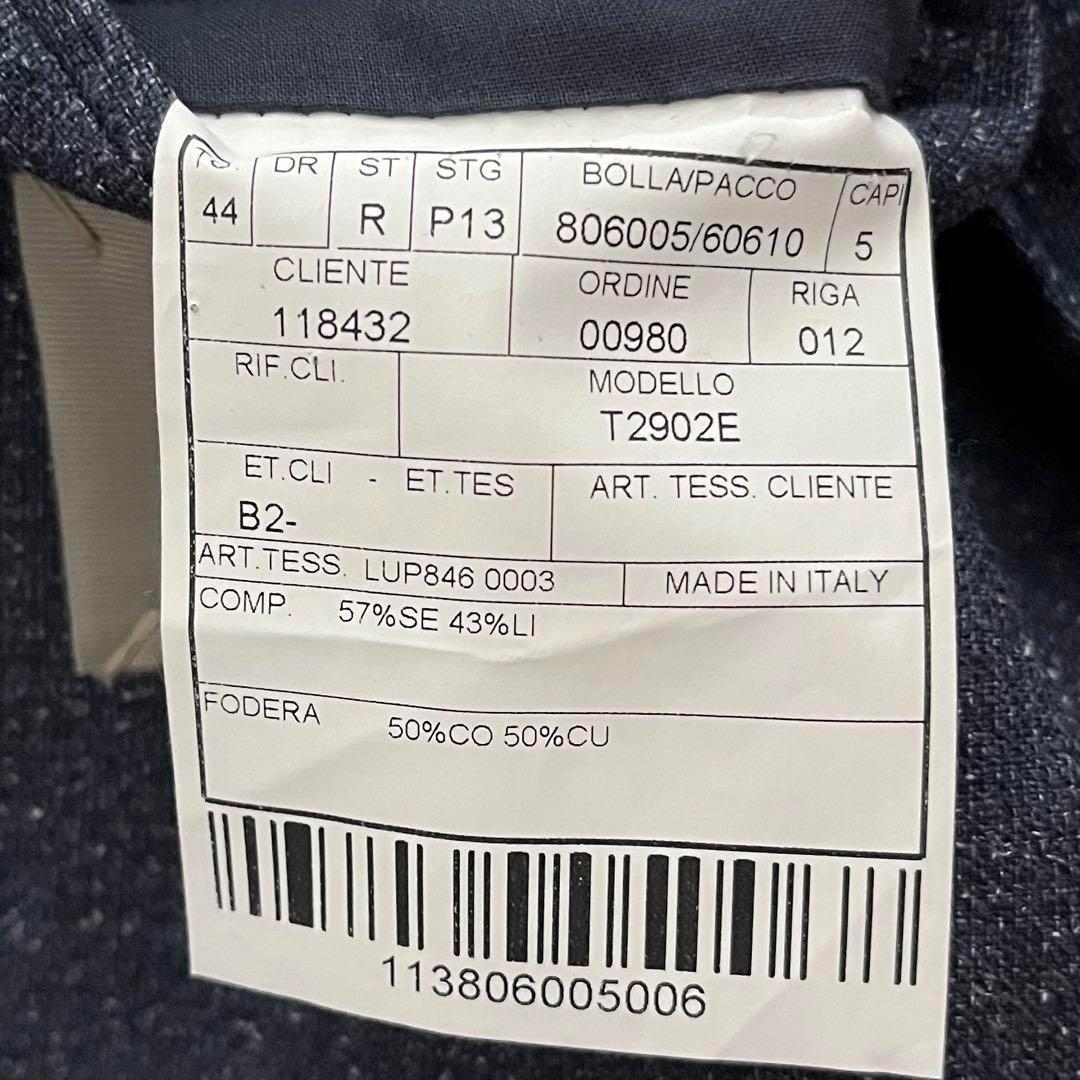 TG. DR ST STG BOLLA/PACCO CAPI
44 R P13 806005/60610 5
CLIENTE ORDINE RIGA
118432 00980 012
RIF.CLI. MODELLO
T2902E
ET.CLI - ET.TES ART. TESS. CLIENTE
B2-
ART.TESS. LUP846 0003 MADE IN ITALY
COMP. 57%SE 43%LI
FODERA 50%CO 50%CU
113806005006